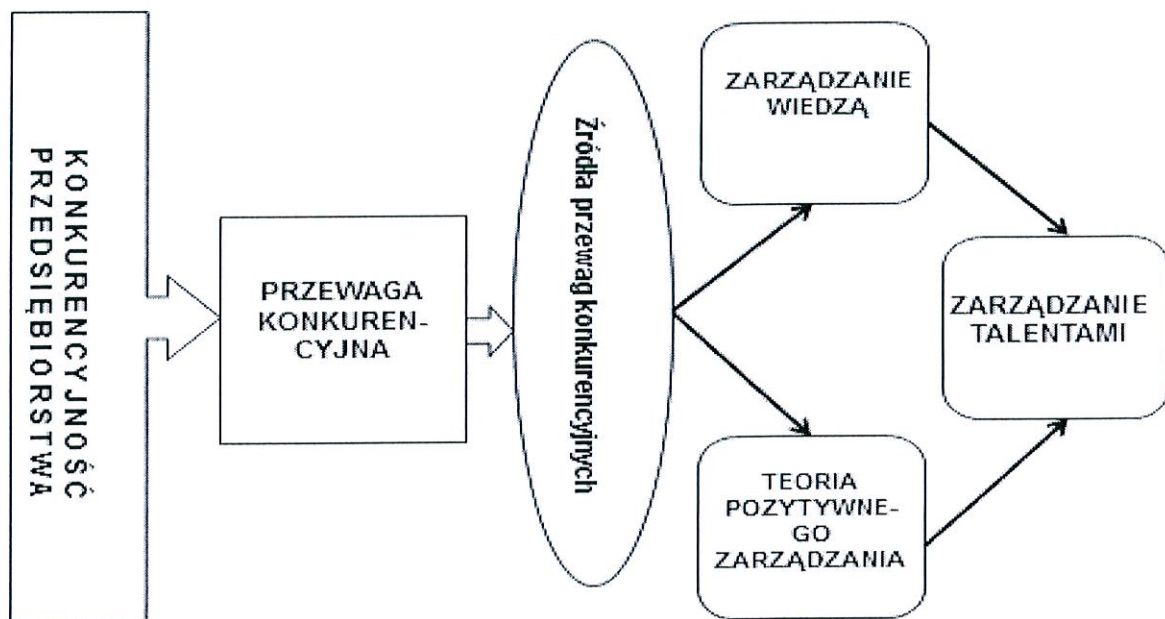 KONKURENCYJNOŚĆ
PRZEDSIĘBIORSTWA
PRZEWAGA
KONKUREN-
CYJNA
Źródła przewag konkurencyjnych
ZARZĄDZANIE
WIEDZĄ
TEORIA
POZYTYWNE-
GO
ZARZĄDZANIA
ZARZĄDZANIE
TALENTAMI